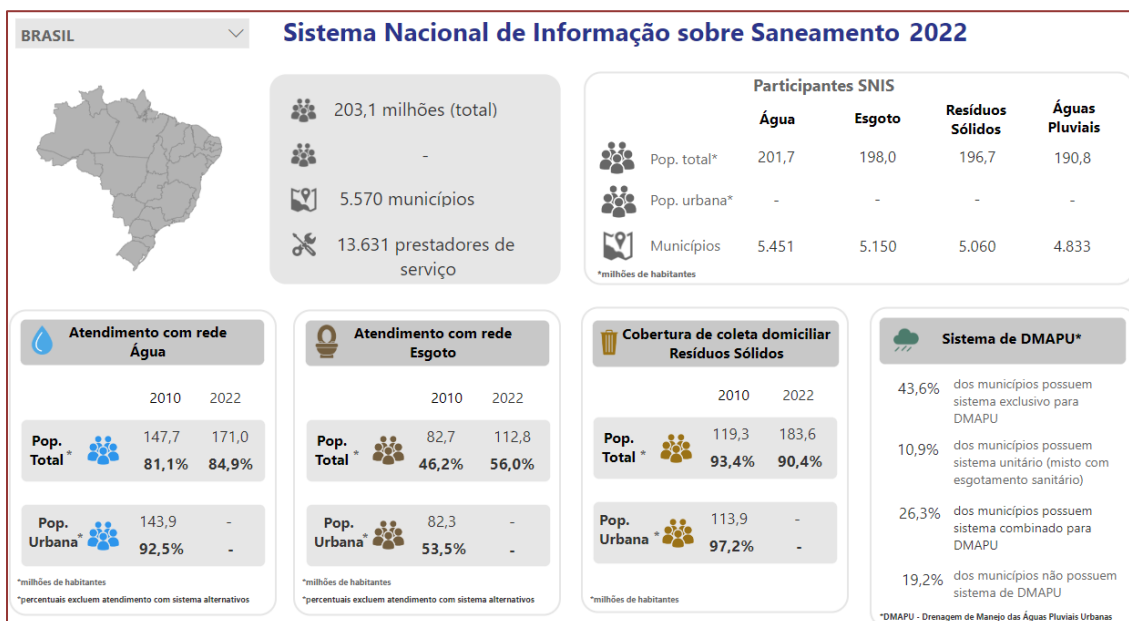 BRASIL
Sistema Nacional de Informação sobre Saneamento 2022
203,1 milhões (total)
-
5.570 municípios
13.631 prestadores de
serviço
Participantes SNIS
Água Esgoto Resíduos Sólidos Águas Pluviais
Pop. total* 201,7 198,0 196,7 190,8
Pop. urbana* - - - -
Municípios 5.451 5.150 5.060 4.833
*milhões de habitantes
Atendimento com rede
Água
2010 2022
Pop. Total * 147,7 171,0
81,1% 84,9%
Pop. Urbana * 143,9 -
92,5% -
*milhões de habitantes
*percentuais excluem atendimento com sistema alternativos
Atendimento com rede
Esgoto
2010 2022
Pop. Total * 82,7 112,8
46,2% 56,0%
Pop. Urbana * 82,3 -
53,5% -
*milhões de habitantes
*percentuais excluem atendimento com sistema alternativos
Cobertura de coleta domiciliar
Resíduos Sólidos
2010 2022
Pop. Total * 119,3 183,6
93,4% 90,4%
Pop. Urbana * 113,9 -
97,2% -
*milhões de habitantes
Sistema de DMAPU*
43,6% dos municípios possuem
sistema exclusivo para
DMAPU
10,9% dos municípios possuem
sistema unitário (misto com
esgotamento sanitário)
26,3% dos municípios possuem
sistema combinado para
DMAPU
19,2% dos municípios não possuem
sistema de DMAPU
*DMAPU - Drenagem de Manejo das Águas Pluviais Urbanas